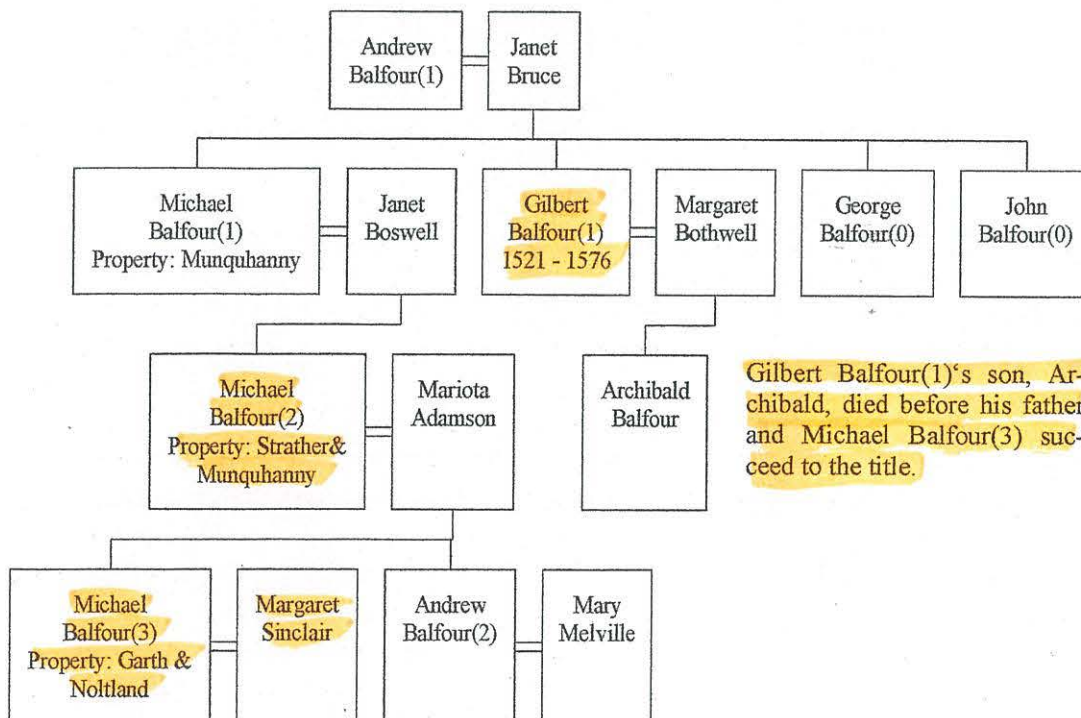 Andrew
Balfour(1)
Janet
Bruce
Michael
Balfour(1)
Property: Munquhanny
Janet
Boswell
Gilbert
Balfour(1)
1521 - 1576
Margaret
Bothwell
George
Balfour(0)
John
Balfour(0)
Michael
Balfour(2)
Property: Strather&
Munquhanny
Mariota
Adamson
Archibald
Balfour
Gilbert Balfour(1)‘s son, Ar-
chibald, died before his father
and Michael Balfour(3) suc-
ceed to the title.
Michael
Balfour(3)
Property: Garth &
Noltland
Margaret
Sinclair
Andrew
Balfour(2)
Mary
Melville